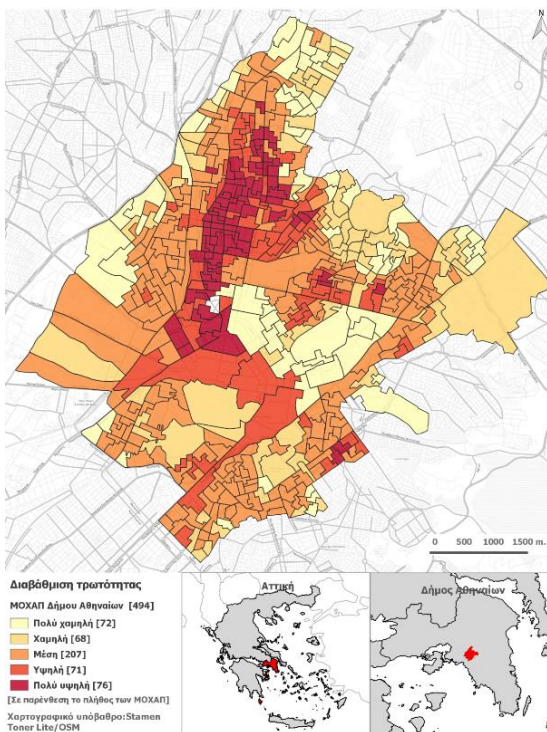 N
0 500 1000 1500 m.
Διαβάθμιση τρωτότητας
ΜΟΧΑΠ Δήμου Αθηναίων [494]
Πολύ χαμηλή [72]
Χαμηλή [68]
Μέση [207]
Υψηλή [71]
Πολύ υψηλή [76]
[Σε παρένθεση το πλήθος των ΜΟΧΑΠ]
Χαρτογραφικό υπόβαθρο:Stamen
Toner Lite/OSM
Αττική
Δήμος Αθηναίων